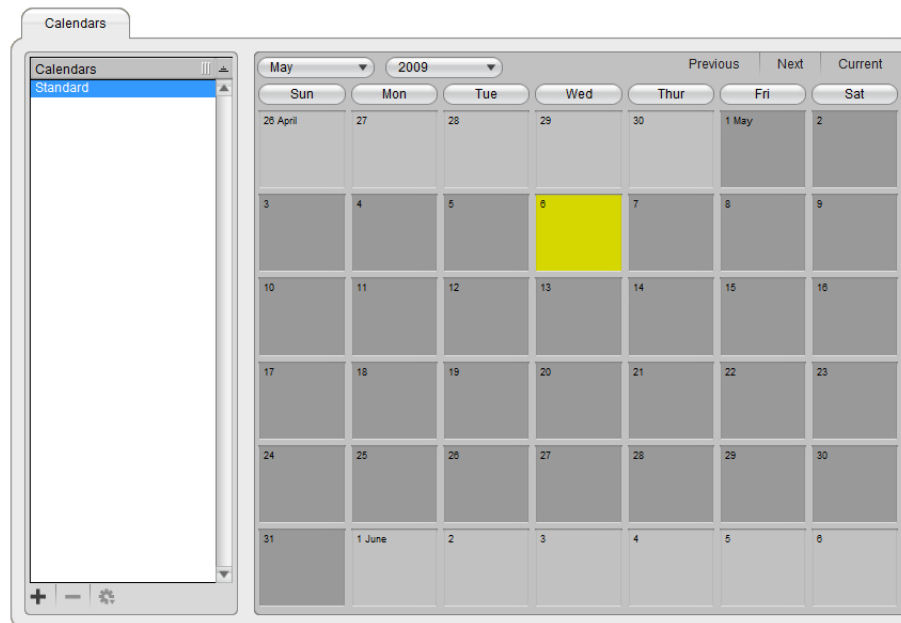 Calendars
Calendars
Standard
May 2009 Previous Next Current
Sun Mon Tue Wed Thur Fri Sat
26 April 27 28 29 30 1 May 2
3 4 5 6 7 8 9
10 11 12 13 14 15 16
17 18 19 20 21 22 23
24 25 26 27 28 29 30
31 1 June 2 3 4 5 6